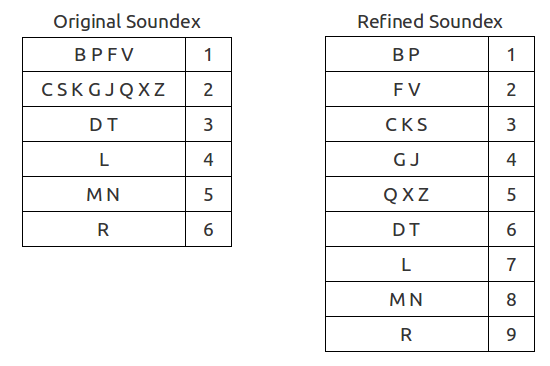 Original Soundex
B P F V 1
C S K G J Q X Z 2
D T 3
L 4
M N 5
R 6
Refined Soundex
B P 1
F V 2
C K S 3
G J 4
Q X Z 5
D T 6
L 7
M N 8
R 9